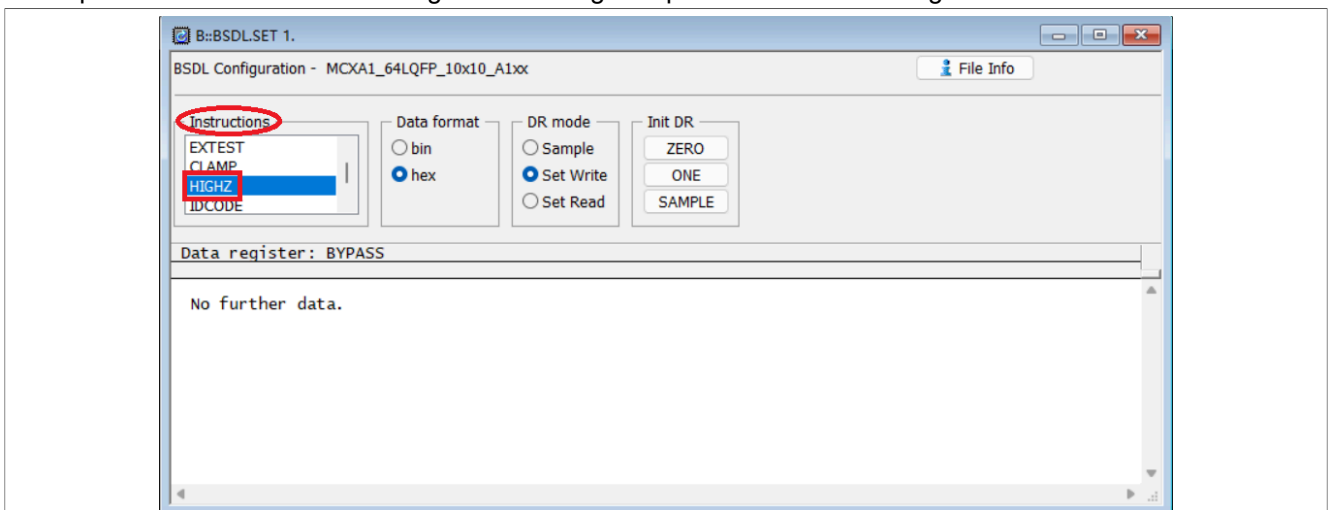 B::BSDL.SET 1.
BSDL Configuration - MCXA1_64LQFP_10x10_A1xx
File Info
Instructions
EXTEST
CLAMP
HIGHZ
IDCODE
Data format
bin
hex
DR mode
Sample
Set Write
Set Read
Init DR
ZERO
ONE
SAMPLE
Data register: BYPASS
No further data.